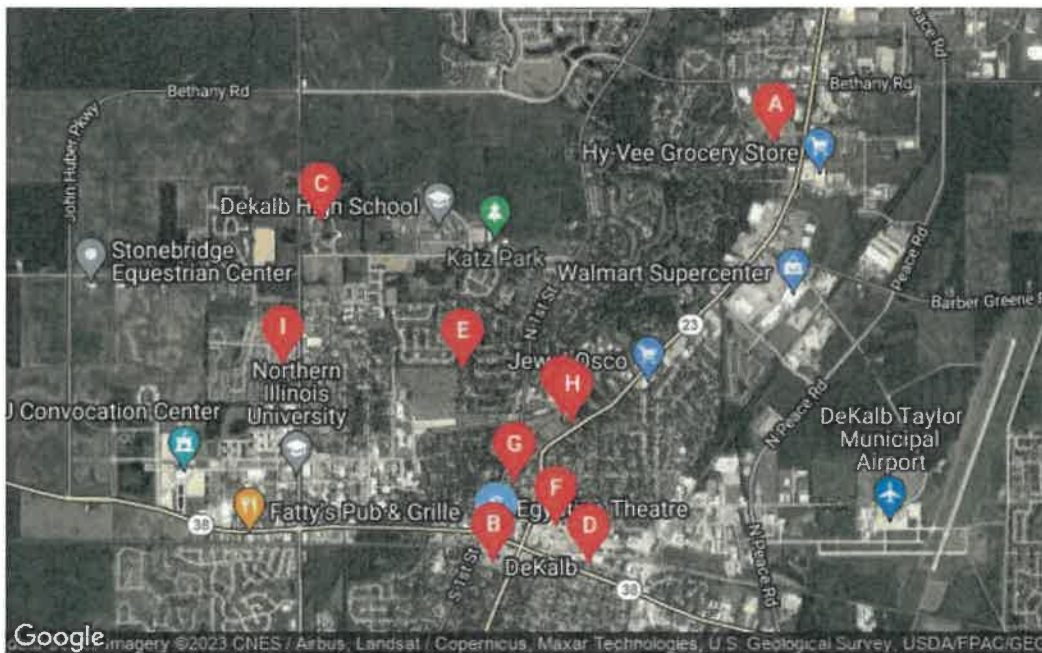 Bethany Rd
Bethany Rd
N Peace Rd
A
Hy-Vee Grocery Store
John Huber Pkwy
C
Dekalb High School
Katz Park
Stonebridge
Equestrian Center
Walmart Supercenter
Peace Rd
Barber Greene R
N 1st St
23
I
E
Jewel-Osco
Northern
Illinois
University
H
J Convocation Center
N Peace Rd
DeKalb Taylor
Municipal
Airport
G
F
Fatty's Pub & Grille
Theatre
38
B
D
S 1st St
DeKalb
38
N Peace Rd
Google
Imagery ©2023 CNES / Airbus, Landsat / Copernicus, Maxar Technologies, U.S. Geological Survey, USDA/FPAC/GEO